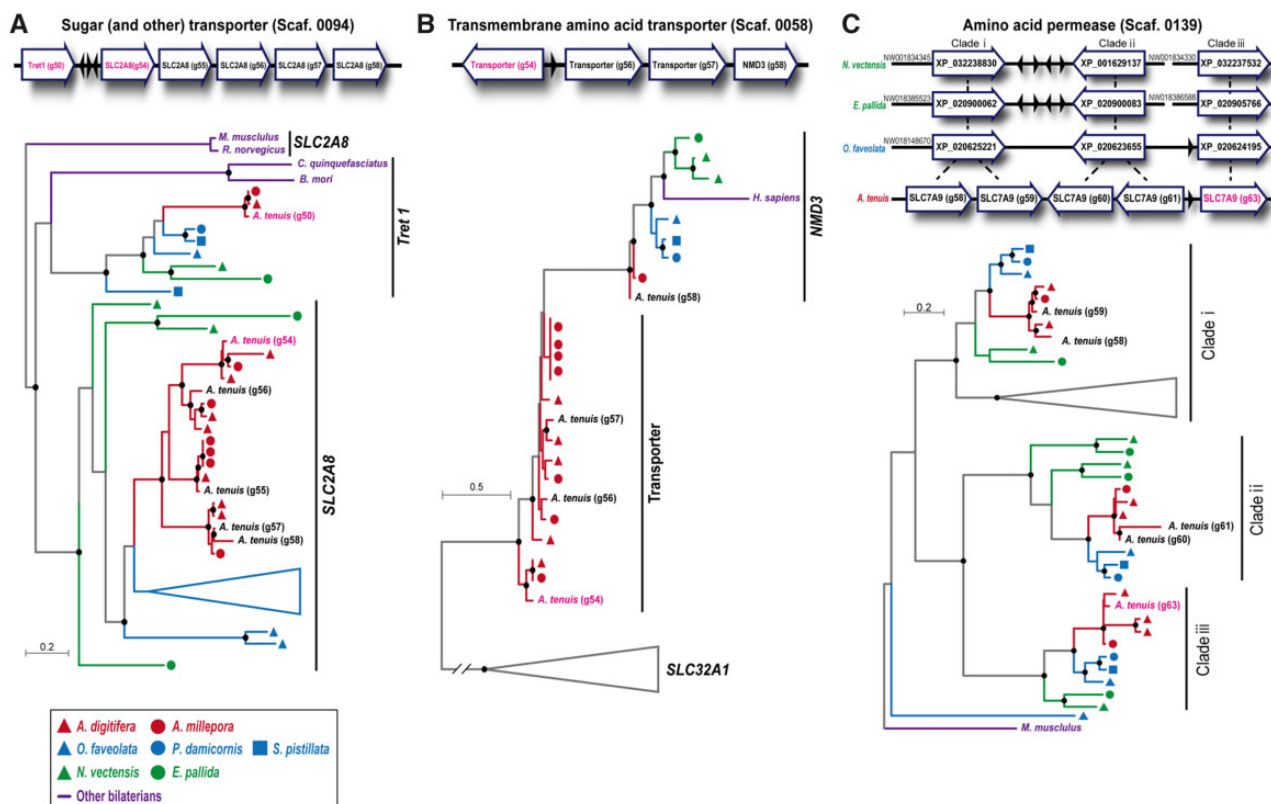 A
Sugar (and other) transporter (Scaf. 0094)
Tret1 (g50)
SLC2A8(g54)
SLC2A8 (g55)
SLC2A8 (g56)
SLC2A8 (g57
SLC2A8 (g58)
M. musclulus
R. norvegicus
SLC2A8
C. quinquefasciatus
B. mori
A. tenuis (g50)
Tret 1
A. tenuis (g54)
A. tenuis (g56)
A. tenuis (g55)
A. tenuis (g57)
A. tenuis (g58)
SLC2A8
0.2
A. digitifera
A. millepora
O. faveolata
P. damicornis
S. pistillata
N. vectensis
E. pallida
Other bilaterians
B
Transmembrane amino acid transporter (Scaf. 0058)
Transporter (g54)
Transporter (g56)
Transporter (g57)
NMD3 (g58)
H. sapiens
NMD3
A. tenuis (g58)
A. tenuis (g57)
0.5
A. tenuis (g56)
Transporter
A. tenuis (g54)
SLC32A1
C
Amino acid permease (Scaf. 0139)
Clade i
Clade ii
Clade iii
N. vectensis
NW001834345
XP_032238830
XP_001629137
NW001834330
XP_032237532
E. pallida
NW018385523
XP_020900062
XP_020900083
NW018386588
XP_020905766
O. faveolata
NW018148670
XP_020625221
XP_020623655
XP_020624195
A. tenuis
SLC7A9 (g58)
SLC7A9 (g59)
SLC7A9 (g60)
SLC7A9 (g61)
SLC7A9 (g63)
0.2
A. tenuis (g59)
A. tenuis (g58)
Clade i
A. tenuis (g61)
A. tenuis (g60)
Clade ii
A. tenuis (g63)
Clade iii
M. musclulus